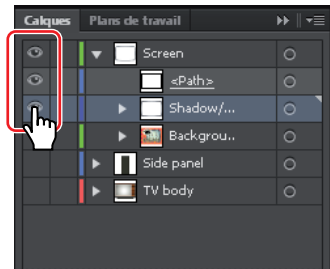 Calques Plans de travail
Screen
<Path>
Shadow/...
Backgrou..
Side panel
TV body